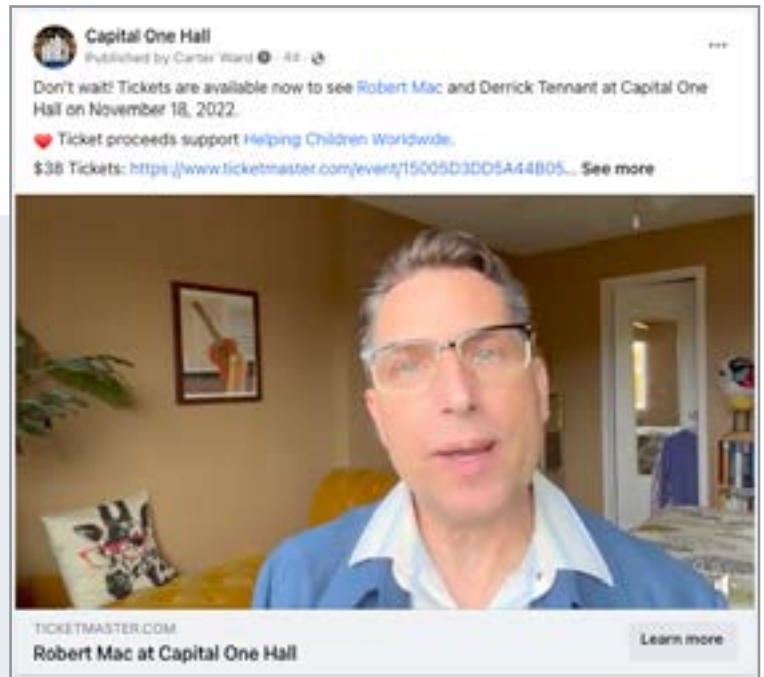 Capital One Hall
Published by Carter Ward · 4d ·
Don't wait! Tickets are available now to see Robert Mac and Derrick Tennant at Capital One
Hall on November 18, 2022.
Ticket proceeds support Helping Children Worldwide.
$38 Tickets: https://www.ticketmaster.com/event/15005D3DD5A44B05... See more
TICKETMASTER.COM
Robert Mac at Capital One Hall
Learn more